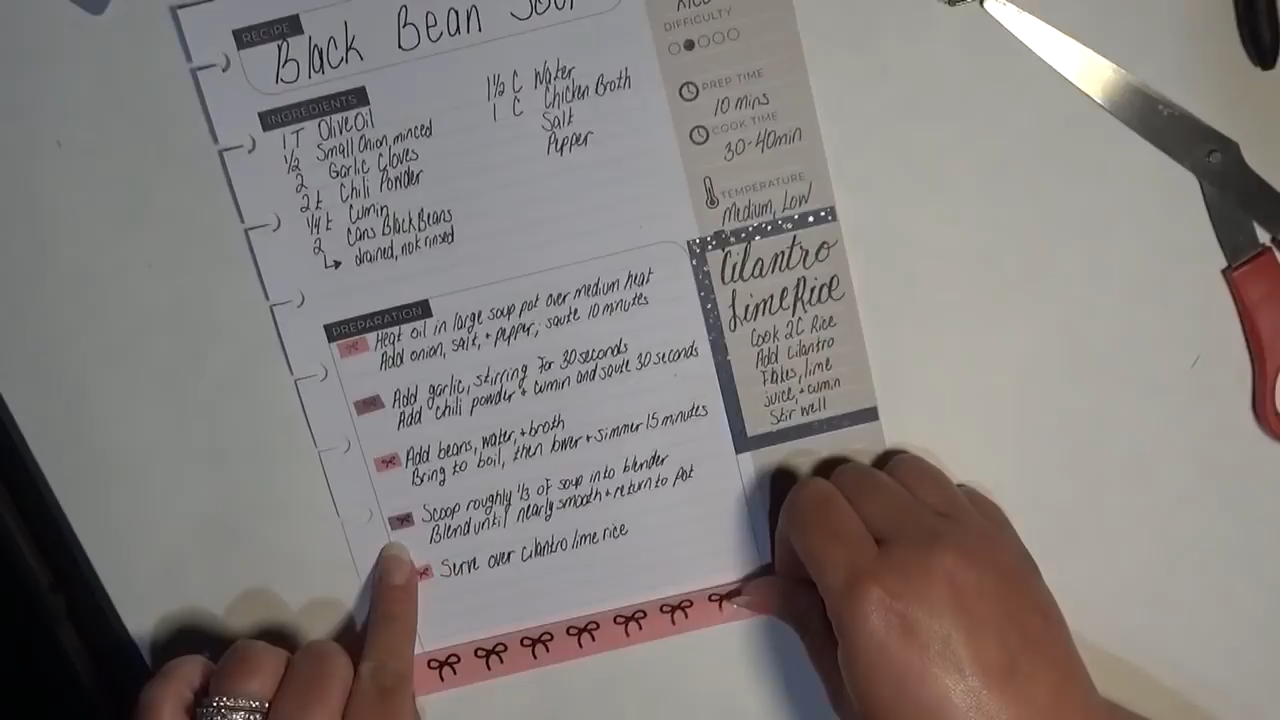 RECIPE
Black Bean Soup
INGREDIENTS
1 T Olive Oil
1/2 Small Onion, minced
2 Garlic Cloves
2 t Chili Powder
1/4 t Cumin
2 Cans Black Beans
↳ drained, not rinsed
1 1/2 C Water
1 C Chicken Broth
Salt
Pepper
DIFFICULTY
PREP TIME
10 mins
COOK TIME
30-40min
TEMPERATURE
Medium, Low
Cilantro
Lime Rice
Cook 2C Rice
Add Cilantro
Flakes, lime
juice, + cumin
Stir well
PREPARATION
Heat oil in large soup pot over medium heat
Add onion, salt, + pepper; saute 10 minutes
Add garlic, stirring for 30 seconds
Add chili powder + cumin and saute 30 seconds
Add beans, water, + broth
Bring to boil, then lower + simmer 15 minutes
Scoop roughly 1/3 of soup into blender
Blend until nearly smooth + return to pot
Serve over cilantro lime rice